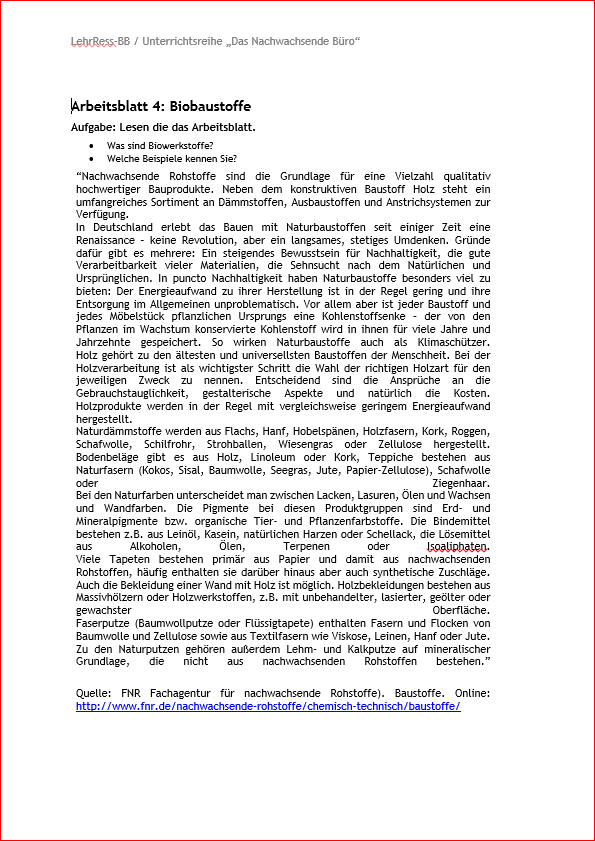 LehrRess-BB / Unterrichtsreihe „Das Nachwachsende Büro“
Arbeitsblatt 4: Biobaustoffe
Aufgabe: Lesen die das Arbeitsblatt.
• Was sind Biowerkstoffe?
• Welche Beispiele kennen Sie?
“Nachwachsende Rohstoffe sind die Grundlage für eine Vielzahl qualitativ
hochwertiger Bauprodukte. Neben dem konstruktiven Baustoff Holz steht ein
umfangreiches Sortiment an Dämmstoffen, Ausbaustoffen und Anstrichsystemen zur
Verfügung.
In Deutschland erlebt das Bauen mit Naturbaustoffen seit einiger Zeit eine
Renaissance – keine Revolution, aber ein langsames, stetiges Umdenken. Gründe
dafür gibt es mehrere: Ein steigendes Bewusstsein für Nachhaltigkeit, die gute
Verarbeitbarkeit vieler Materialien, die Sehnsucht nach dem Natürlichen und
Ursprünglichen. In puncto Nachhaltigkeit haben Naturbaustoffe besonders viel zu
bieten: Der Energieaufwand zu ihrer Herstellung ist in der Regel gering und ihre
Entsorgung im Allgemeinen unproblematisch. Vor allem aber ist jeder Baustoff und
jedes Möbelstück pflanzlichen Ursprungs eine Kohlenstoffsenke – der von den
Pflanzen im Wachstum konservierte Kohlenstoff wird in ihnen für viele Jahre und
Jahrzehnte gespeichert. So wirken Naturbaustoffe auch als Klimaschützer.
Holz gehört zu den ältesten und universellsten Baustoffen der Menschheit. Bei der
Holzverarbeitung ist als wichtigster Schritt die Wahl der richtigen Holzart für den
jeweiligen Zweck zu nennen. Entscheidend sind die Ansprüche an die
Gebrauchstauglichkeit, gestalterische Aspekte und natürlich die Kosten.
Holzprodukte werden in der Regel mit vergleichsweise geringem Energieaufwand
hergestellt.
Naturdämmstoffe werden aus Flachs, Hanf, Hobelspänen, Holzfasern, Kork, Roggen,
Schafwolle, Schilfrohr, Strohballen, Wiesengras oder Zellulose hergestellt.
Bodenbeläge gibt es aus Holz, Linoleum oder Kork, Teppiche bestehen aus
Naturfasern (Kokos, Sisal, Baumwolle, Seegras, Jute, Papier-Zellulose), Schafwolle
oder Ziegenhaar.
Bei den Naturfarben unterscheidet man zwischen Lacken, Lasuren, Ölen und Wachsen
und Wandfarben. Die Pigmente bei diesen Produktgruppen sind Erd- und
Mineralpigmente bzw. organische Tier- und Pflanzenfarbstoffe. Die Bindemittel
bestehen z.B. aus Leinöl, Kasein, natürlichen Harzen oder Schellack, die Lösemittel
aus Alkoholen, Ölen, Terpenen oder Isoaliphaten.
Viele Tapeten bestehen primär aus Papier und damit aus nachwachsenden
Rohstoffen, häufig enthalten sie darüber hinaus aber auch synthetische Zuschläge.
Auch die Bekleidung einer Wand mit Holz ist möglich. Holzbekleidungen bestehen aus
Massivhölzern oder Holzwerkstoffen, z.B. mit unbehandelter, lasierter, geölter oder
gewachster Oberfläche.
Faserputze (Baumwollputze oder Flüssigtapete) enthalten Fasern und Flocken von
Baumwolle und Zellulose sowie aus Textilfasern wie Viskose, Leinen, Hanf oder Jute.
Zu den Naturputzen gehören außerdem Lehm- und Kalkputze auf mineralischer
Grundlage, die nicht aus nachwachsenden Rohstoffen bestehen.”
Quelle: FNR Fachagentur für nachwachsende Rohstoffe). Baustoffe. Online:
http://www.fnr.de/nachwachsende-rohstoffe/chemisch-technisch/baustoffe/